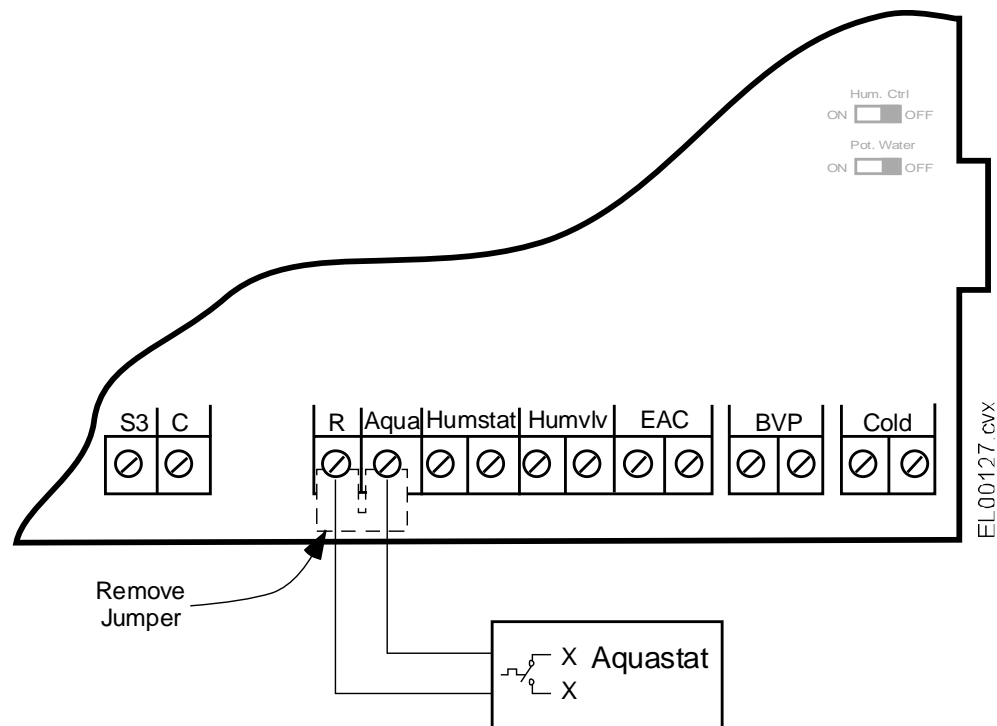 Hum. Ctrl
ON OFF
Pot. Water
ON OFF
S3 C R Aqua Humstat Humvlv EAC BVP Cold
EL00127.cvx
Remove
Jumper
X Aquastat
X